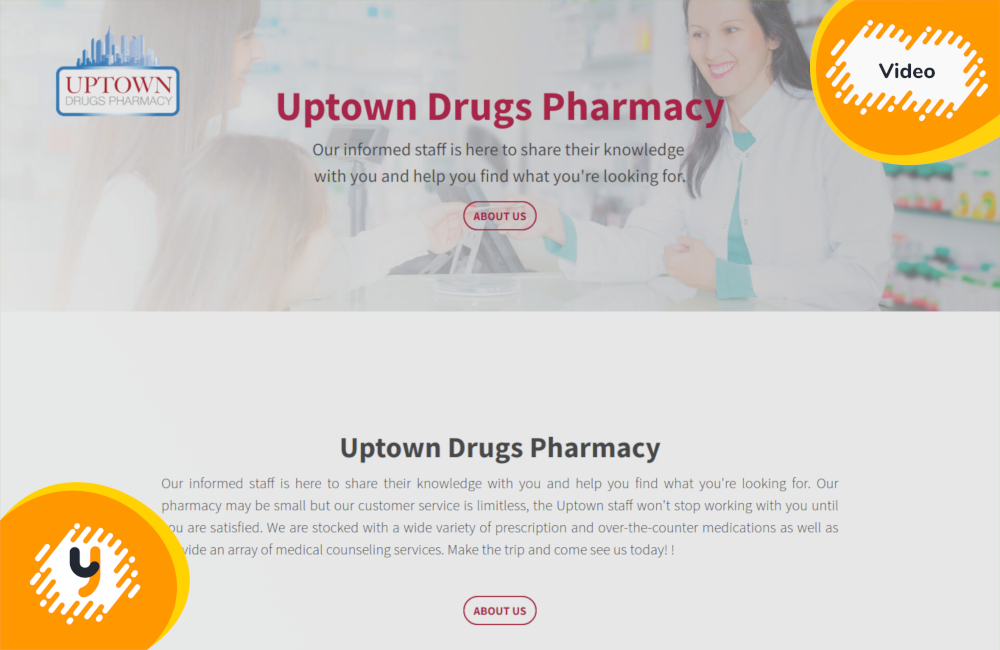 UPTOWN
DRUGS PHARMACY
Video
Uptown Drugs Pharmacy
Our informed staff is here to share their knowledge
with you and help you find what you're looking for.
ABOUT US
Uptown Drugs Pharmacy
Our informed staff is here to share their knowledge with you and help you find what you're looking for. Our
pharmacy may be small but our customer service is limitless, the Uptown staff won't stop working with you until
you are satisfied. We are stocked with a wide variety of prescription and over-the-counter medications as well as
vide an array of medical counseling services. Make the trip and come see us today! !
ABOUT US